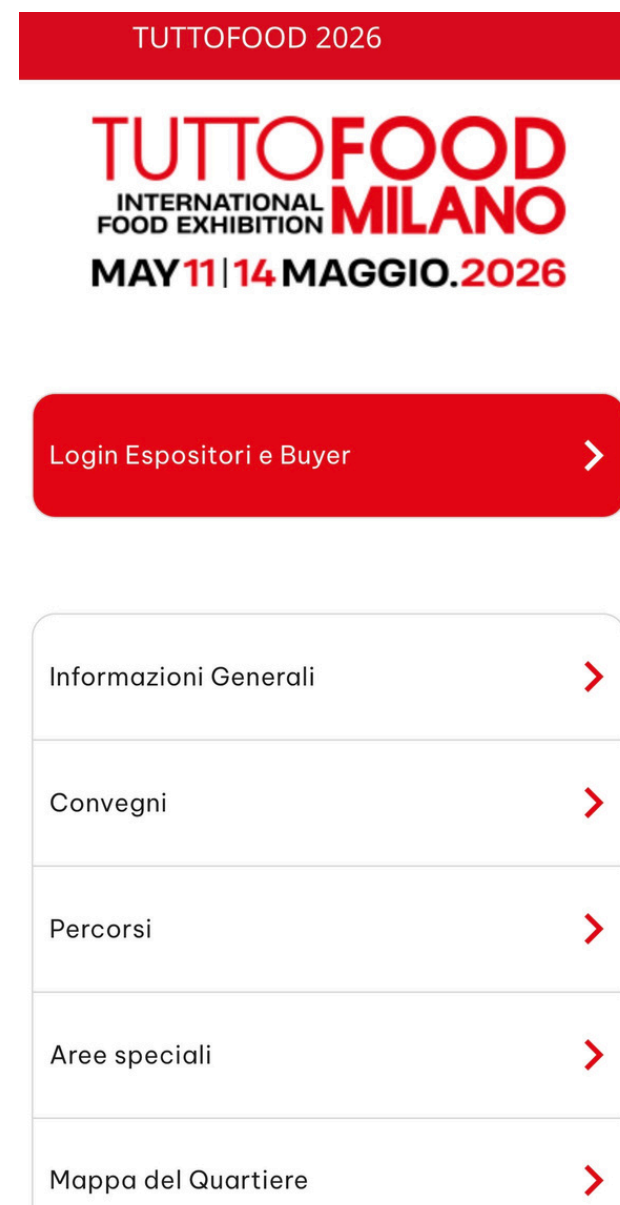 TUTTOFOOD 2026
TUTTOFOOD
INTERNATIONAL
FOOD EXHIBITION MILANO
MAY 11|14 MAGGIO.2026
Login Espositori e Buyer
Informazioni Generali
Convegni
Percorsi
Aree speciali
Mappa del Quartiere